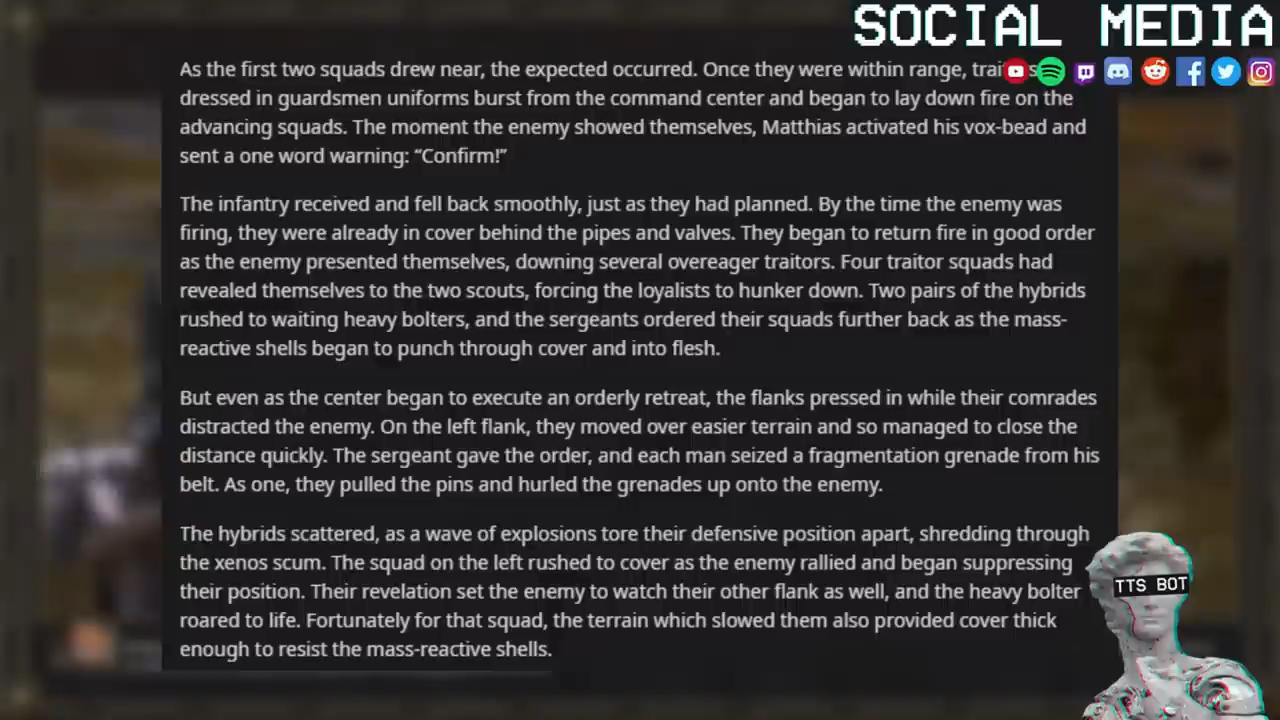 SOCIAL MEDIA
As the first two squads drew near, the expected occurred. Once they were within range,
dressed in guardsmen uniforms burst from the command center and began to lay down fire on the
advancing squads. The moment the enemy showed themselves, Matthias activated his vox-bead and
sent a one word warning: “Confirm!”
The infantry received and fell back smoothly, just as they had planned. By the time the enemy was
firing, they were already in cover behind the pipes and valves. They began to return fire in good order
as the enemy presented themselves, downing several overeager traitors. Four traitor squads had
revealed themselves to the two scouts, forcing the loyalists to hunker down. Two pairs of the hybrids
rushed to waiting heavy bolters, and the sergeants ordered their squads further back as the mass-
reactive shells began to punch through cover and into flesh.
But even as the center began to execute an orderly retreat, the flanks pressed in while their comrades
distracted the enemy. On the left flank, they moved over easier terrain and so managed to close the
distance quickly. The sergeant gave the order, and each man seized a fragmentation grenade from his
belt. As one, they pulled the pins and hurled the grenades up onto the enemy.
The hybrids scattered, as a wave of explosions tore their defensive position apart, shredding through
the xenos scum. The squad on the left rushed to cover as the enemy rallied and began suppressing
their position. Their revelation set the enemy to watch their other flank as well, and the heavy bolter
roared to life. Fortunately for that squad, the terrain which slowed them also provided cover thick
enough to resist the mass-reactive shells.
TTS BOT